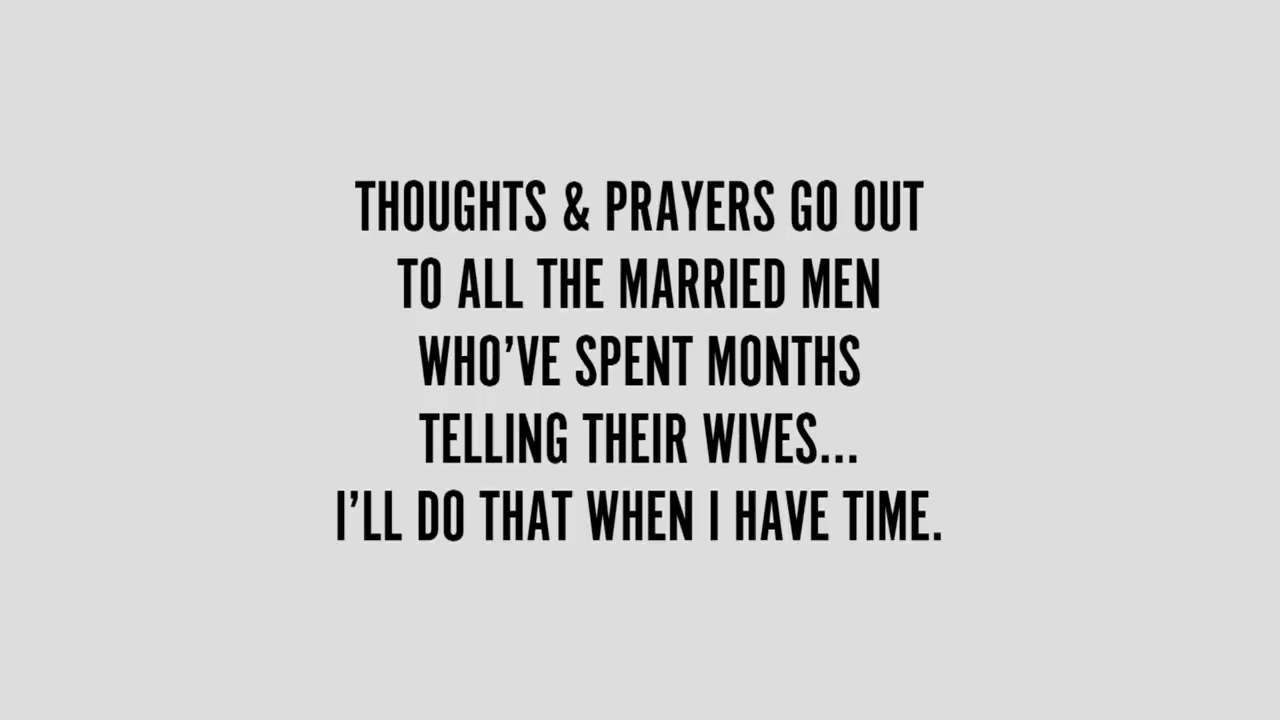 THOUGHTS & PRAYERS GO OUT
TO ALL THE MARRIED MEN
WHO’VE SPENT MONTHS
TELLING THEIR WIVES...
I’LL DO THAT WHEN I HAVE TIME.